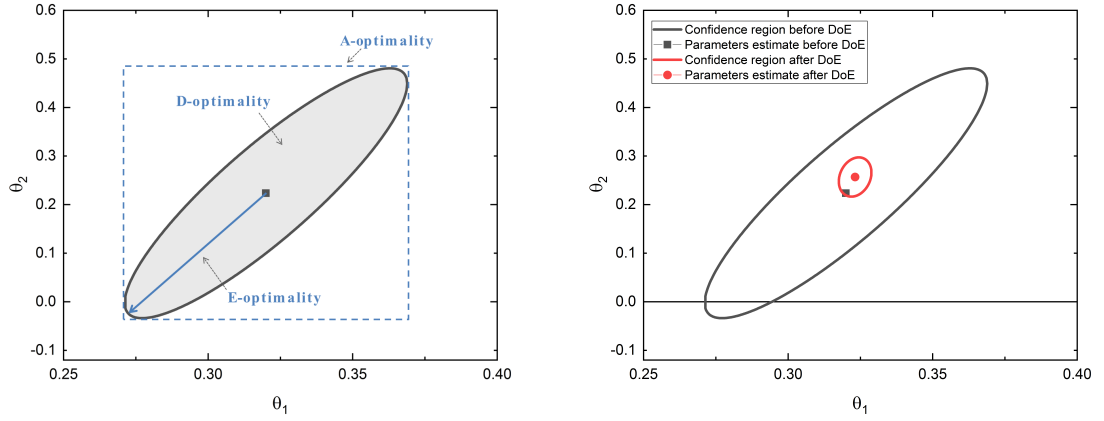 0.6
0.5
0.4
0.3
0.2
0.1
0.0
-0.1
0.25
0.30
0.35
0.40
θ2
θ1
A-optimality
D-optimality
E-optimality
0.6
0.5
0.4
0.3
0.2
0.1
0.0
-0.1
0.25
0.30
0.35
0.40
θ2
θ1
Confidence region before DoE
Parameters estimate before DoE
Confidence region after DoE
Parameters estimate after DoE